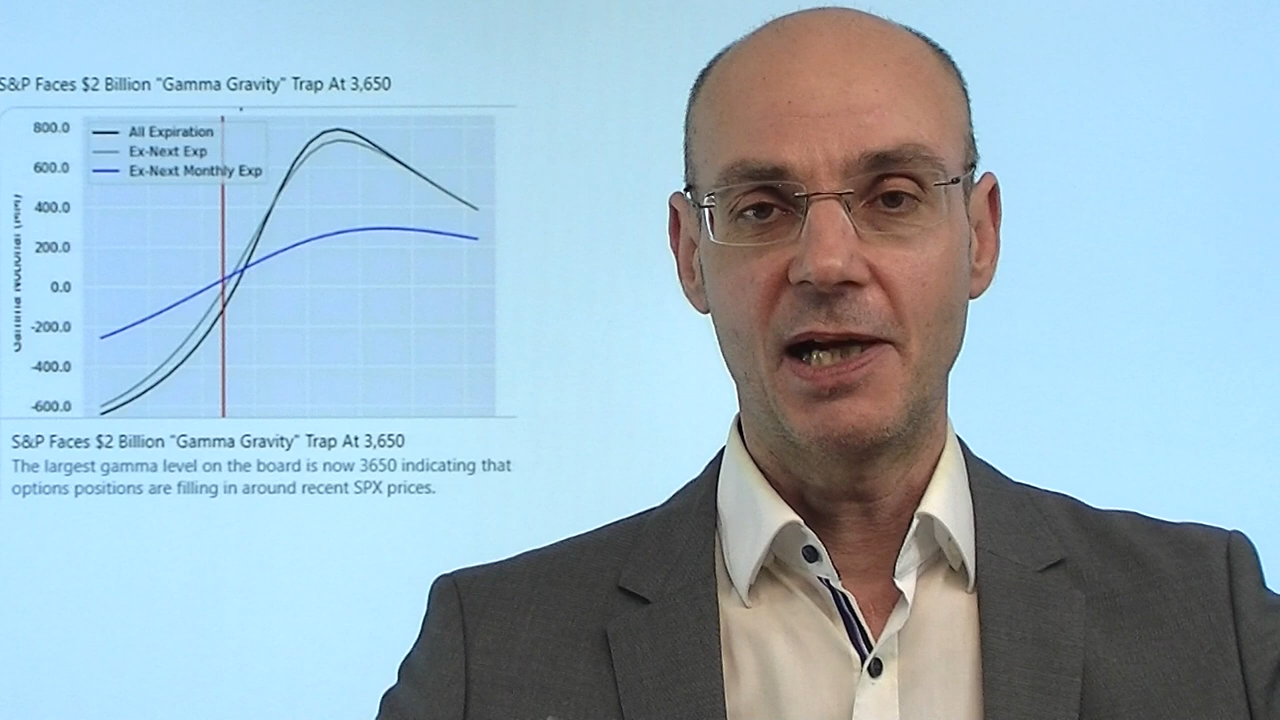 S&P Faces $2 Billion "Gamma Gravity" Trap At 3,650
800.0
600.0
400.0
200.0
0.0
-200.0
-400.0
-600.0
All Expiration
Ex-Next Exp
Ex-Next Monthly Exp
S&P Faces $2 Billion "Gamma Gravity" Trap At 3,650
The largest gamma level on the board is now 3650 indicating that
options positions are filling in around recent SPX prices.